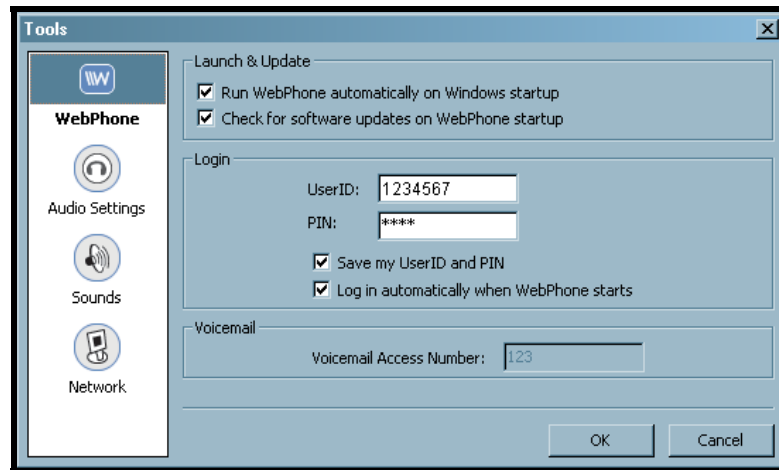 Tools
W
WebPhone
Audio Settings
Sounds
Network
Launch & Update
Run WebPhone automatically on Windows startup
Check for software updates on WebPhone startup
Login
UserID: 1234567
PIN: ****
Save my UserID and PIN
Log in automatically when WebPhone starts
Voicemail
Voicemail Access Number: 123
OK Cancel